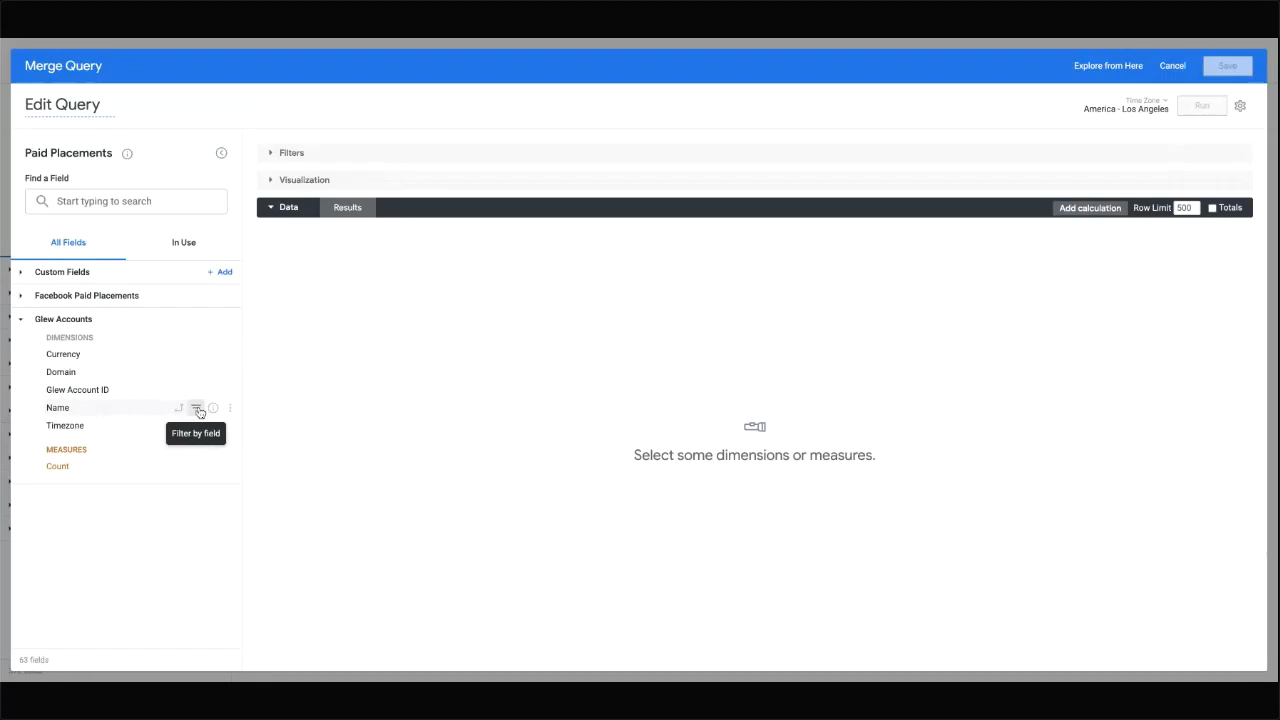 Merge Query
Explore from Here
Cancel
Save
Edit Query
Time Zone
America - Los Angeles
Run
Paid Placements
Find a Field
Start typing to search
All Fields
In Use
Custom Fields
+ Add
Facebook Paid Placements
Glew Accounts
DIMENSIONS
Currency
Domain
Glew Account ID
Name
Filter by field
Timezone
MEASURES
Count
63 fields
Filters
Visualization
Data
Results
Add calculation
Row Limit 500
Totals
Select some dimensions or measures.